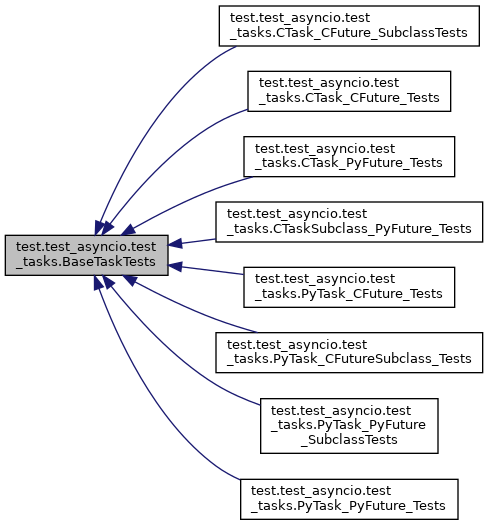 test.test_asyncio.test
_tasks.CTask_CFuture_SubclassTests
test.test_asyncio.test
_tasks.CTask_CFuture_Tests
test.test_asyncio.test
_tasks.CTask_PyFuture_Tests
test.test_asyncio.test
_tasks.CTaskSubclass_PyFuture_Tests
test.test_asyncio.test
_tasks.BaseTaskTests
test.test_asyncio.test
_tasks.PyTask_CFuture_Tests
test.test_asyncio.test
_tasks.PyTask_CFutureSubclass_Tests
test.test_asyncio.test
_tasks.PyTask_PyFuture
_SubclassTests
test.test_asyncio.test
_tasks.PyTask_PyFuture_Tests